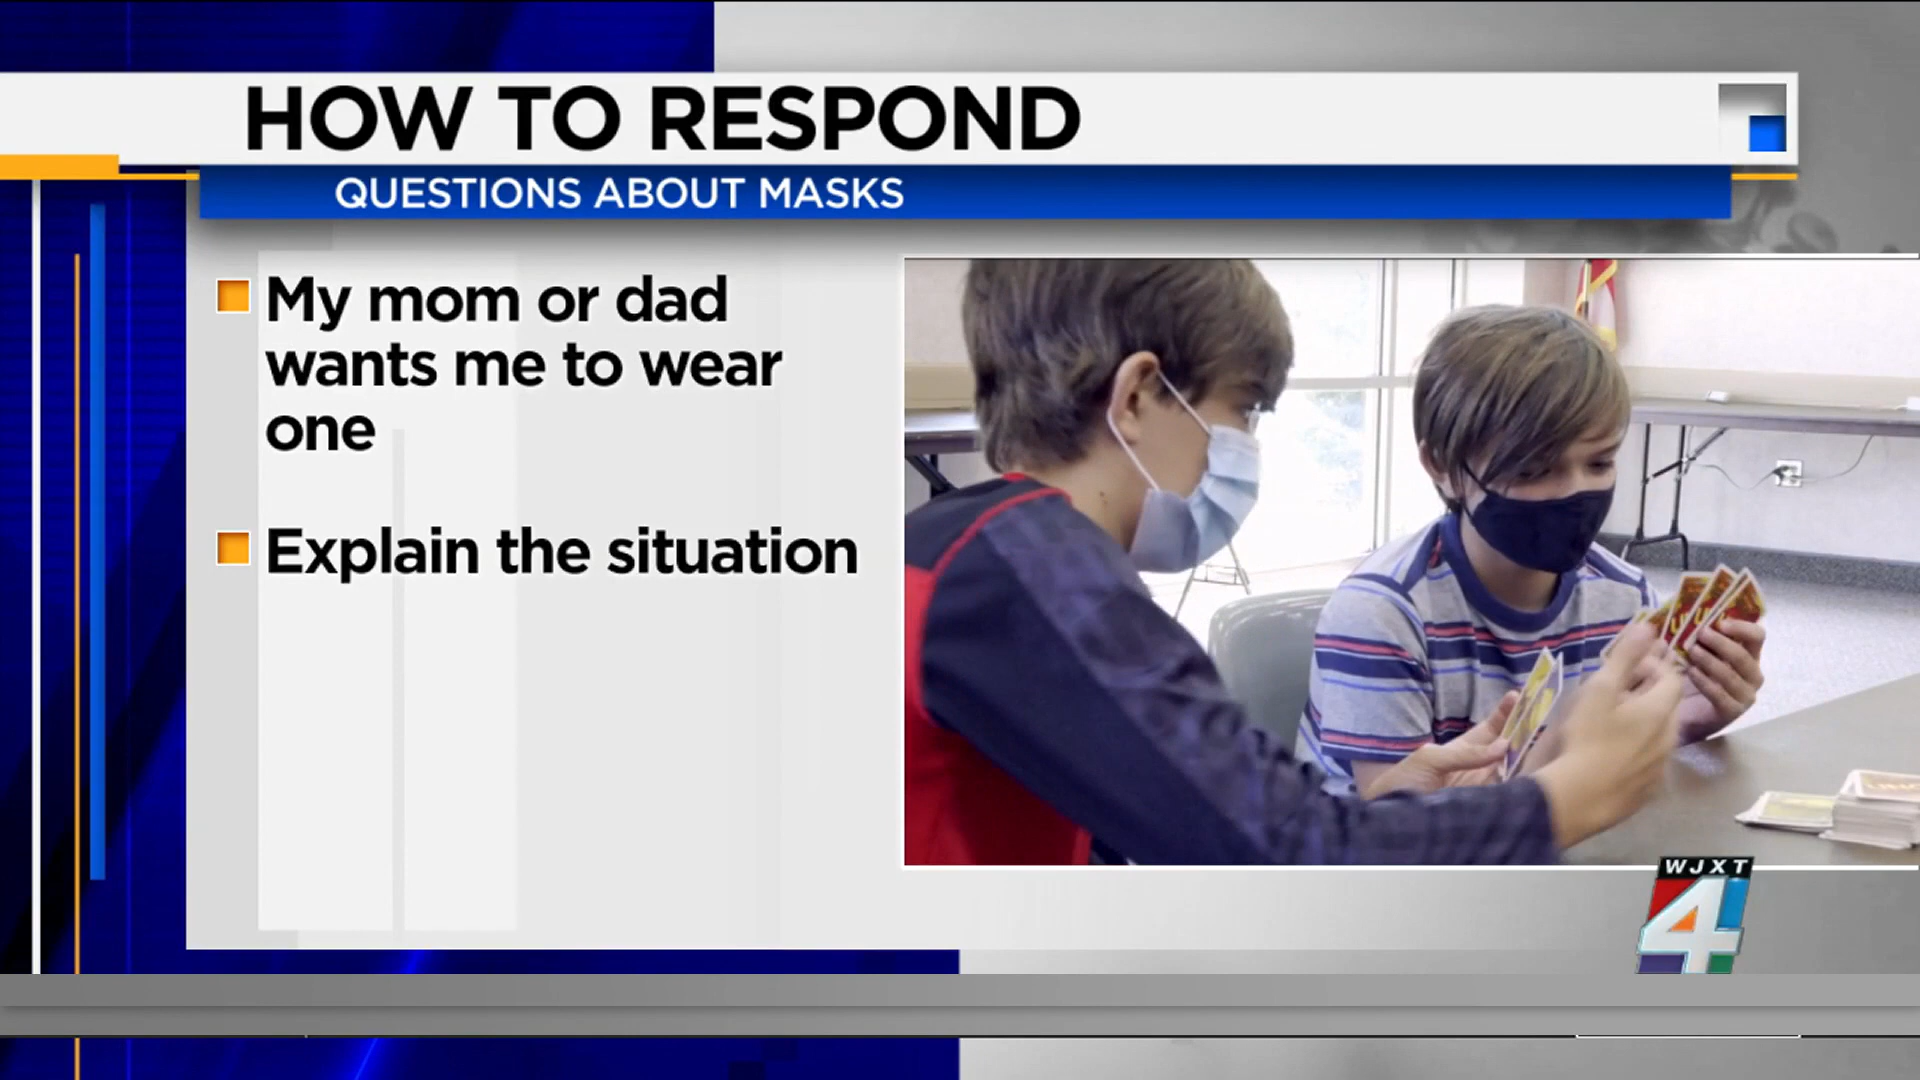 HOW TO RESPOND
QUESTIONS ABOUT MASKS
My mom or dad
wants me to wear
one
Explain the situation
WJXT
4